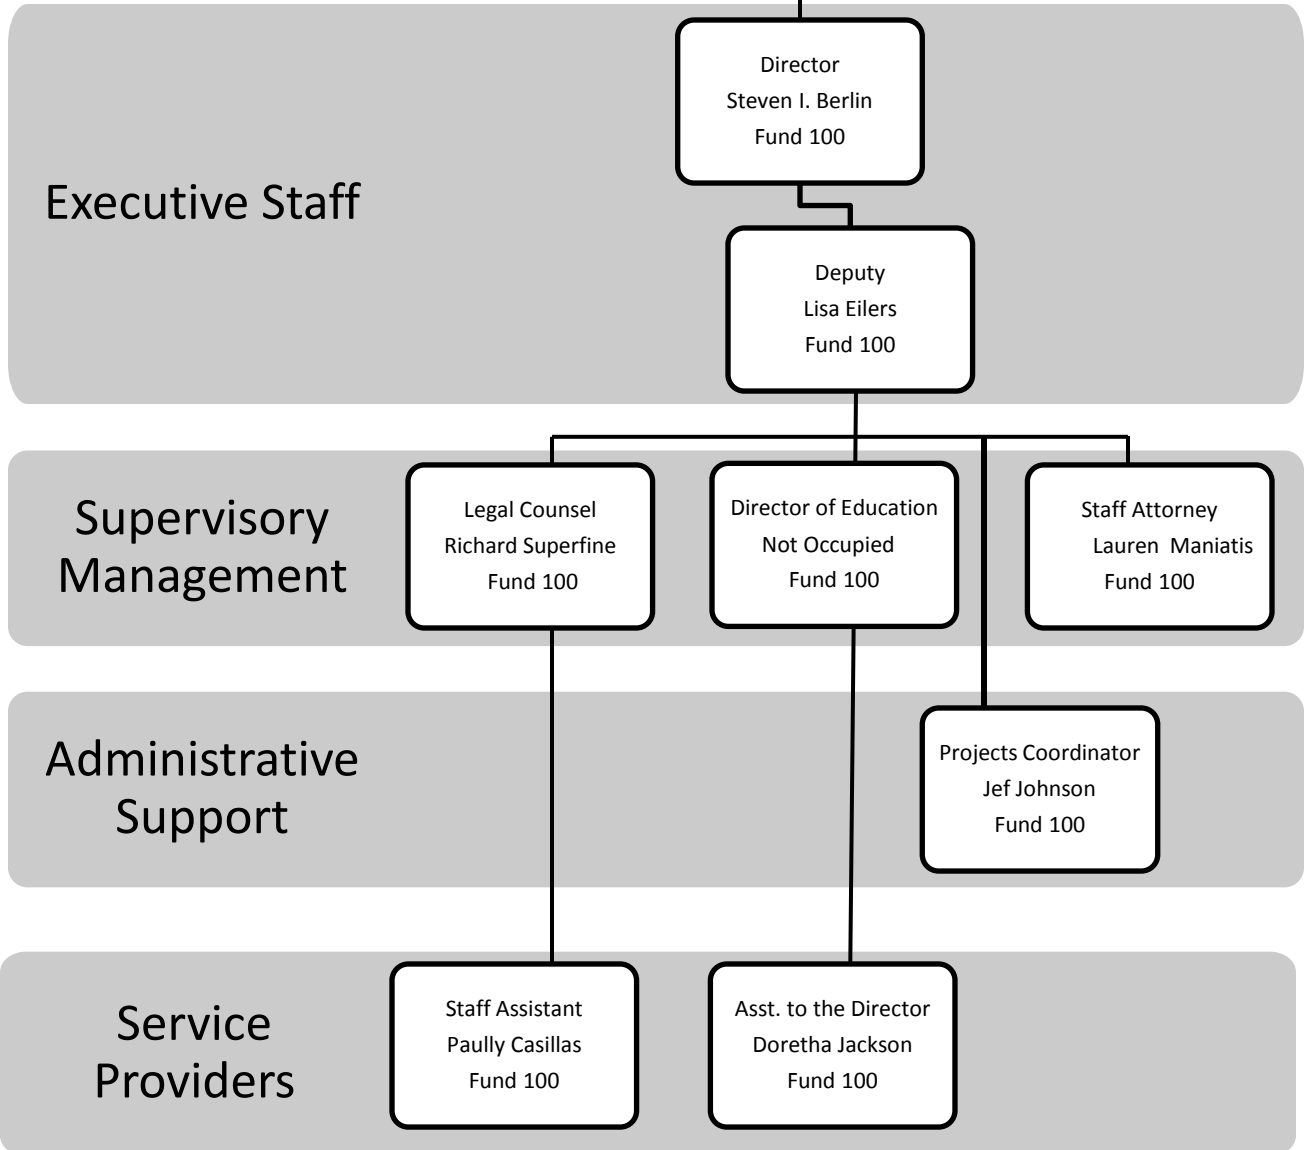 Executive Staff
Director
Steven I. Berlin
Fund 100
Deputy
Lisa Eilers
Fund 100
Supervisory
Management
Legal Counsel
Richard Superfine
Fund 100
Director of Education
Not Occupied
Fund 100
Staff Attorney
Lauren  Maniatis
Fund 100
Administrative
Support
Projects Coordinator
Jef Johnson
Fund 100
Service
Providers
Staff Assistant
Paully Casillas
Fund 100
Asst. to the Director
Doretha Jackson
Fund 100